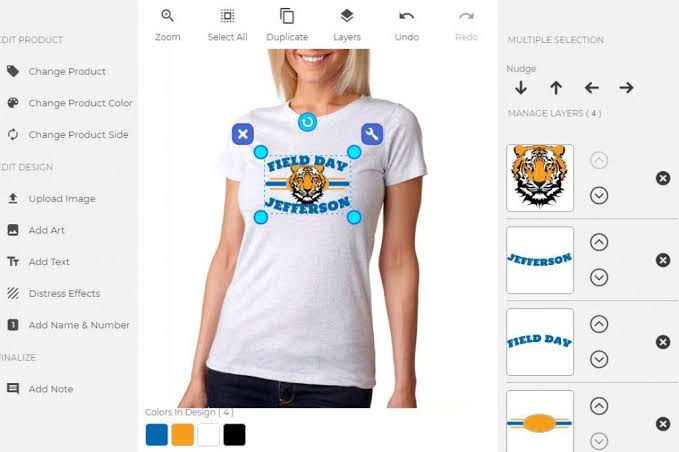 EDIT PRODUCT
Change Product
Change Product Color
Change Product Side
EDIT DESIGN
Upload Image
Add Art
Tт Add Text
Distress Effects
1 Add Name & Number
FINALIZE
Add Note
Zoom
Select All
Duplicate
Layers
Undo
Redo
FIELD DAY
JEFFERSON
Colors In Design ( 4 )
MULTIPLE SELECTION
Nudge
MANAGE LAYERS ( 4 )
JEFFERSON
FIELD DAY